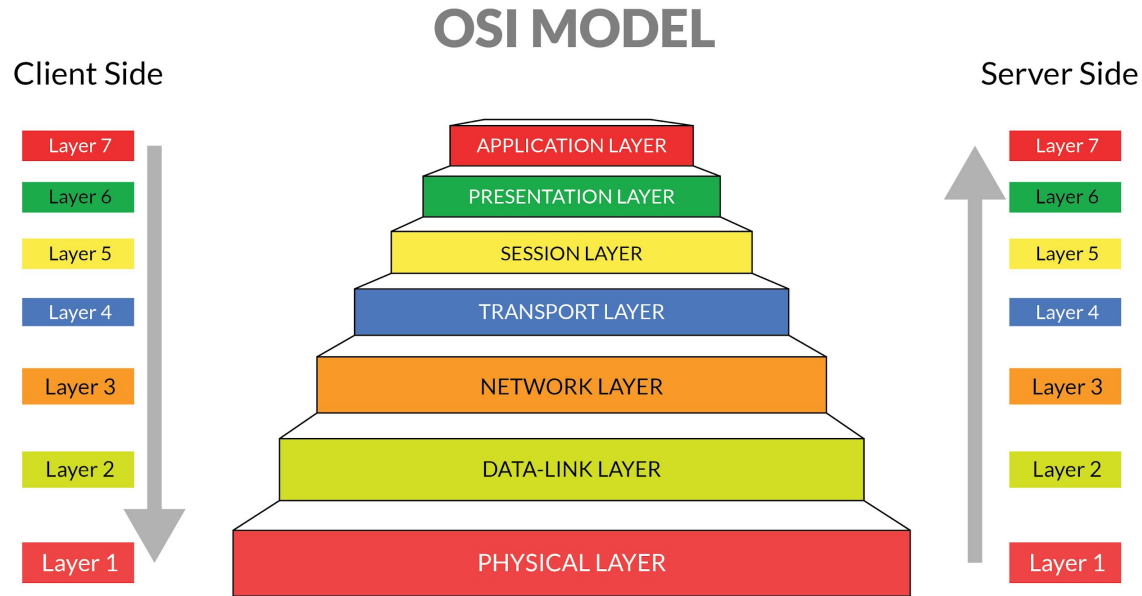 OSI MODEL
Client Side
Server Side
Layer 7
APPLICATION LAYER
Layer 7
Layer 6
PRESENTATION LAYER
Layer 6
Layer 5
SESSION LAYER
Layer 5
Layer 4
TRANSPORT LAYER
Layer 4
Layer 3
NETWORK LAYER
Layer 3
Layer 2
DATA-LINK LAYER
Layer 2
Layer 1
PHYSICAL LAYER
Layer 1